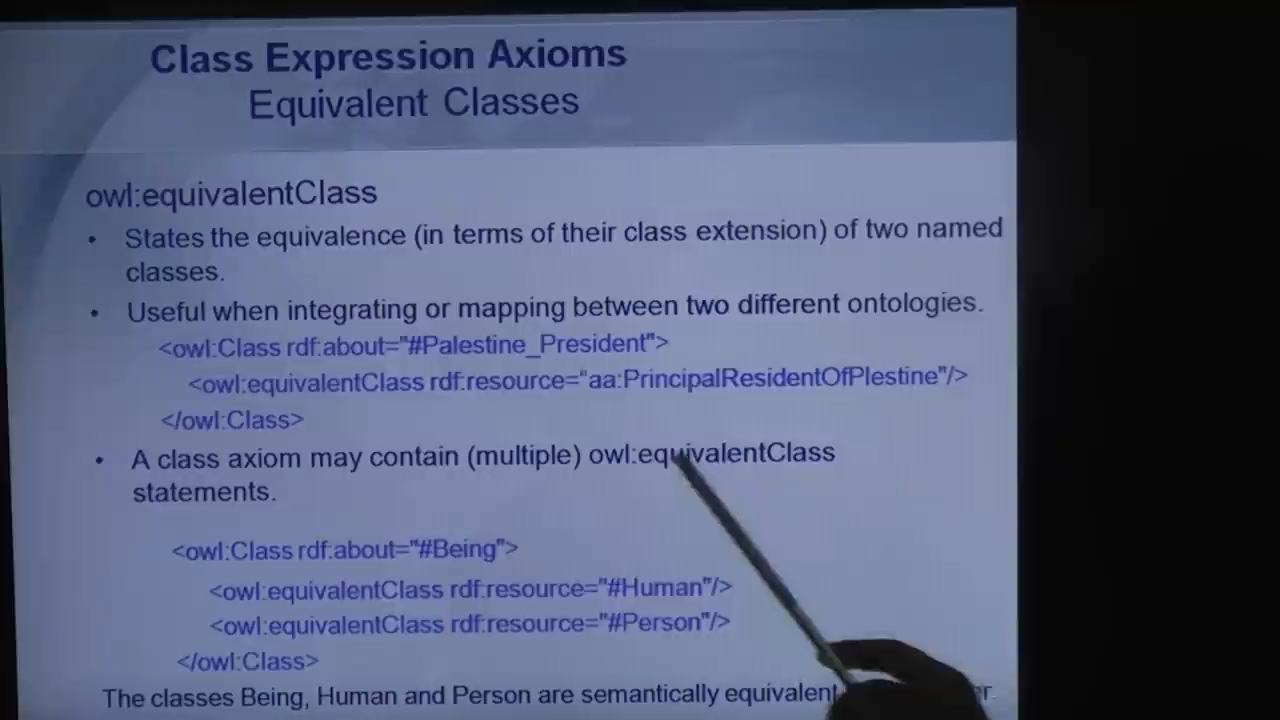 Class Expression Axioms
Equivalent Classes
owl:equivalentClass
• States the equivalence (in terms of their class extension) of two named
classes.
• Useful when integrating or mapping between two different ontologies.
<owl:Class rdf:about="#Palestine_President">
<owl:equivalentClass rdf:resource="aa:PrincipalResidentOfPlestine"/>
</owl:Class>
• A class axiom may contain (multiple) owl:equivalentClass
statements.
<owl:Class rdf:about="#Being">
<owl:equivalentClass rdf:resource="#Human"/>
<owl:equivalentClass rdf:resource="#Person"/>
</owl:Class>
The classes Being, Human and Person are semantically equivalent